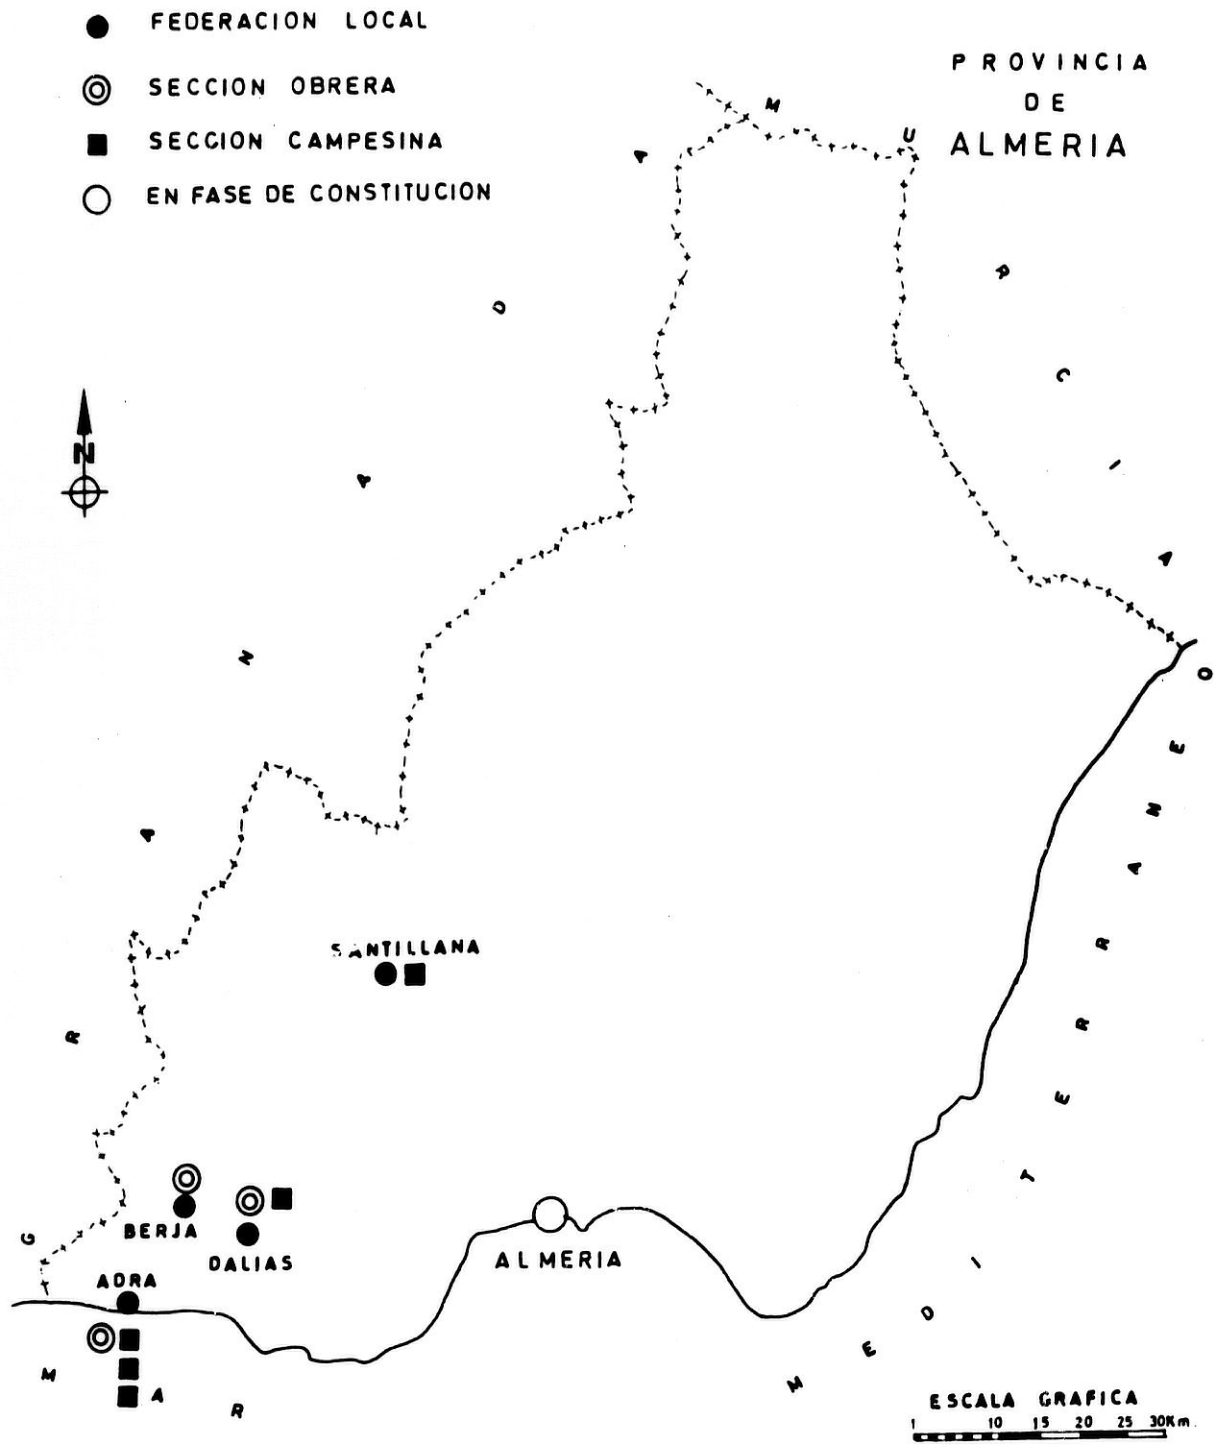 FEDERACION LOCAL
SECCION OBRERA
SECCION CAMPESINA
EN FASE DE CONSTITUCION
PROVINCIA
DE
ALMERIA
N
GRANADA
MURCIA
SANTILLANA
BERJA
DALIAS
ADRA
ALMERIA
MAR MEDITERRANEO
ESCALA GRAFICA
1 10 15 20 25 30Km.